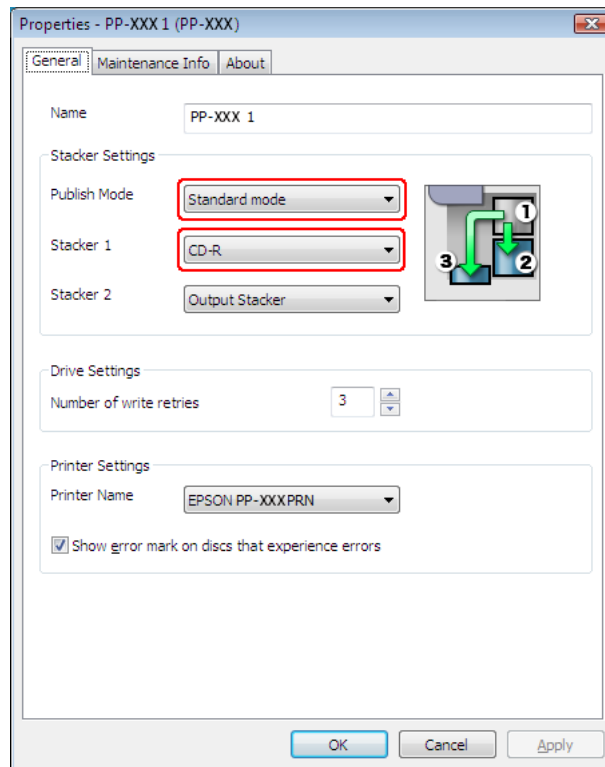 Properties - PP-XXX 1 (PP-XXX)
General Maintenance Info About
Name PP-XXX 1
Stacker Settings
Publish Mode Standard mode
Stacker 1 CD-R
Stacker 2 Output Stacker
1
3 2
Drive Settings
Number of write retries 3
Printer Settings
Printer Name EPSON PP-XXXPRN
Show error mark on discs that experience errors
OK Cancel Apply